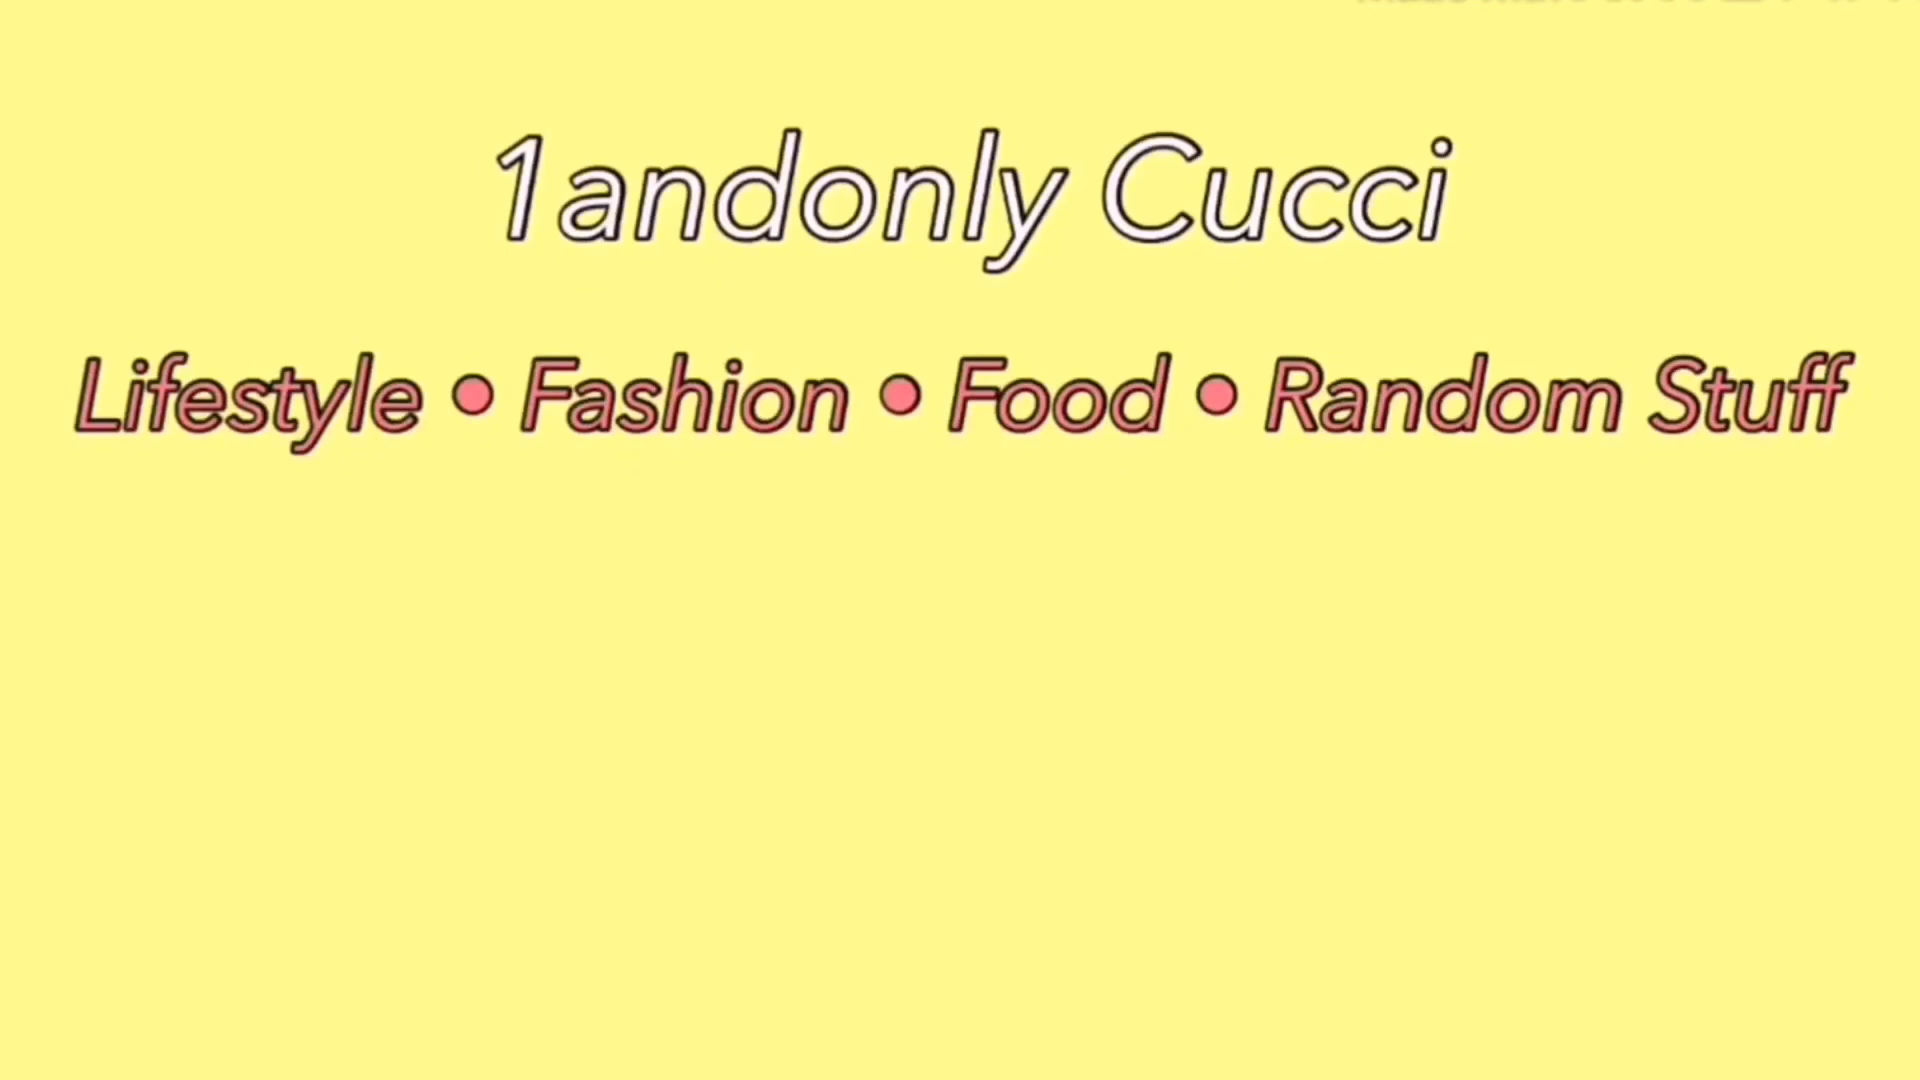 1andonly Cucci
Lifestyle • Fashion • Food • Random Stuff